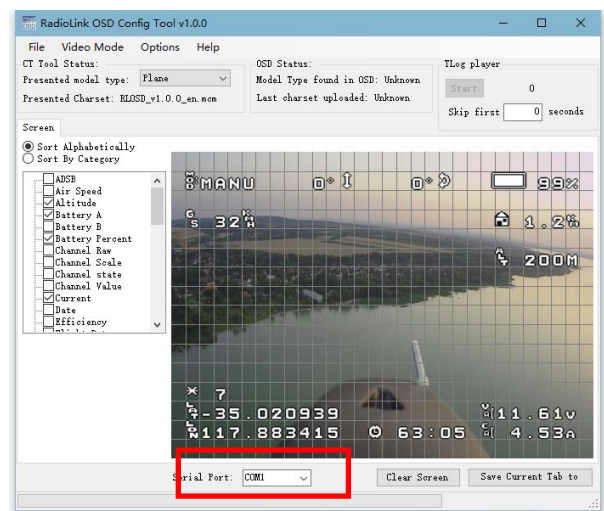 RadioLink OSD Config Tool v1.0.0
File Video Mode Options Help
CT Tool Status:
Presented model type: Plane
Presented Charset: RLOSD_v1.0.0_en.mcm
OSD Status:
Model Type found in OSD: Unknown
Last charset uploaded: Unknown
TLog player
Start 0
Skip first 0 seconds
Screen
Sort Alphabetically
Sort By Category
ADSB
Air Speed
Altitude
Battery A
Battery B
Battery Percent
Channel Raw
Channel Scale
Channel state
Channel Value
Current
Date
Efficiency
MANU 0° 0° 99%
GS 32KH 1.2
200M
7
-35.020939 11.61V
117.883415 63:05 4.53A
Serial Port: COM1
Clear Screen
Save Current Tab to